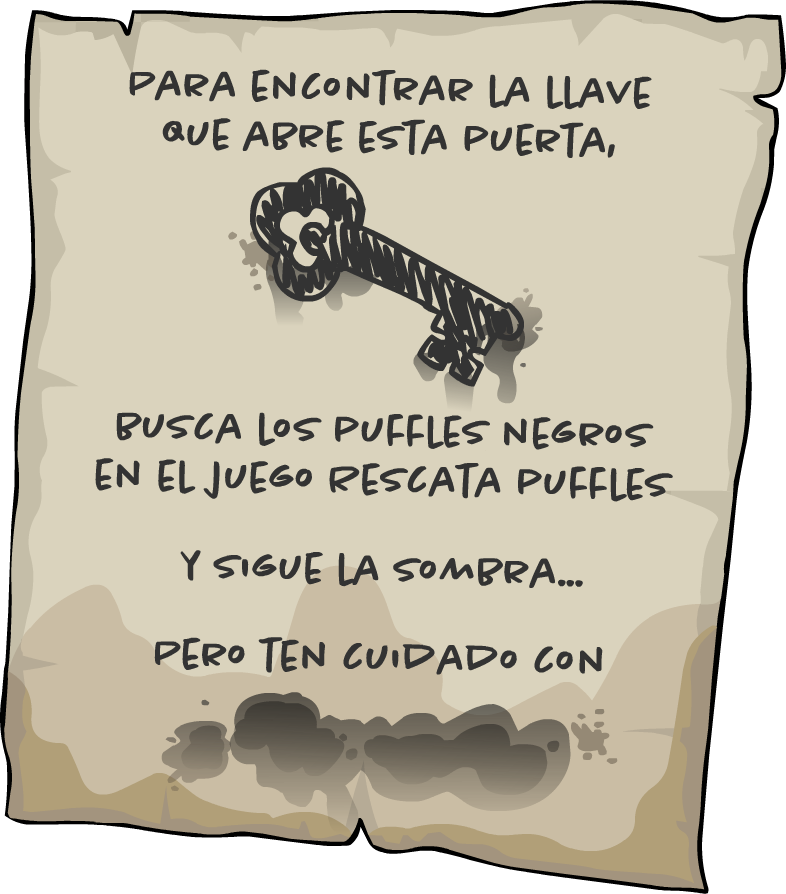 PARA ENCONTRAR LA LLAVE
QUE ABRE ESTA PUERTA,
BUSCA LOS PUFFLES NEGROS
EN EL JUEGO RESCATA PUFFLES
Y SIGUE LA SOMBRA...
PERO TEN CUIDADO CON